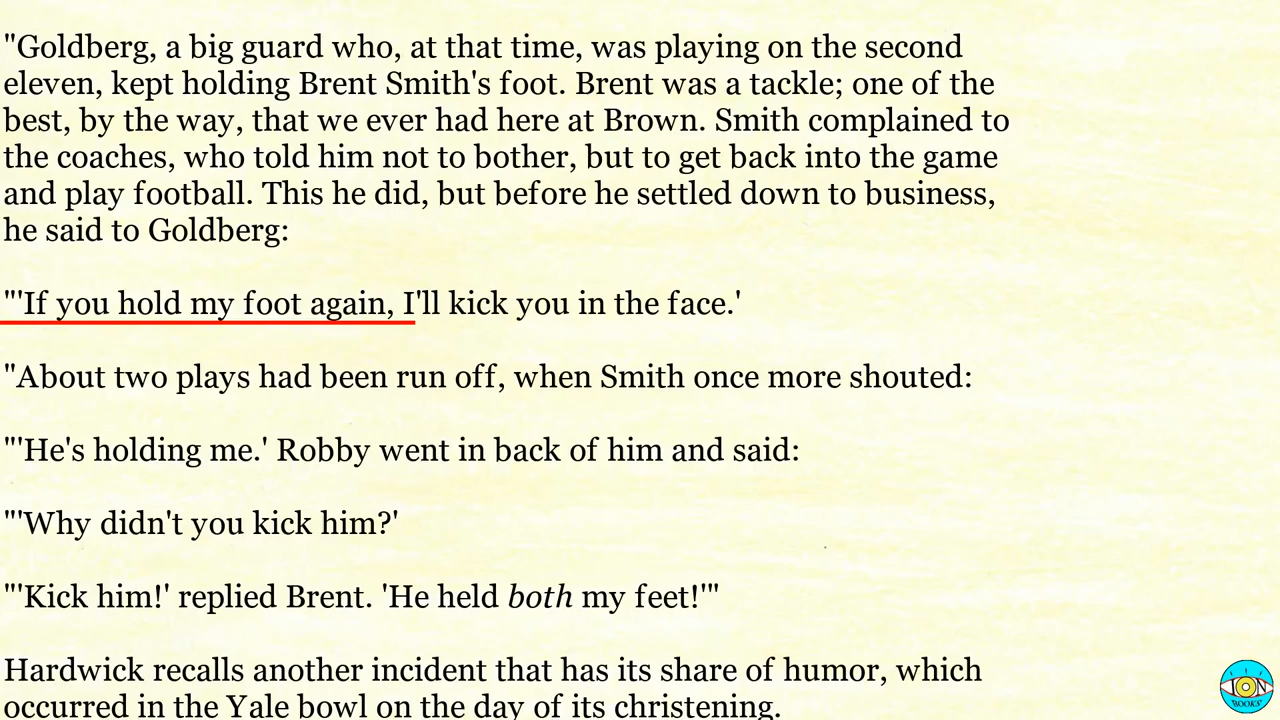 "Goldberg, a big guard who, at that time, was playing on the second
eleven, kept holding Brent Smith's foot. Brent was a tackle; one of the
best, by the way, that we ever had here at Brown. Smith complained to
the coaches, who told him not to bother, but to get back into the game
and play football. This he did, but before he settled down to business,
he said to Goldberg:
"'If you hold my foot again, I'll kick you in the face.'
"About two plays had been run off, when Smith once more shouted:
"'He's holding me.' Robby went in back of him and said:
"'Why didn't you kick him?'
"'Kick him!' replied Brent. 'He held both my feet!'"
Hardwick recalls another incident that has its share of humor, which
occurred in the Yale bowl on the day of its christening.
ION
BOOKS